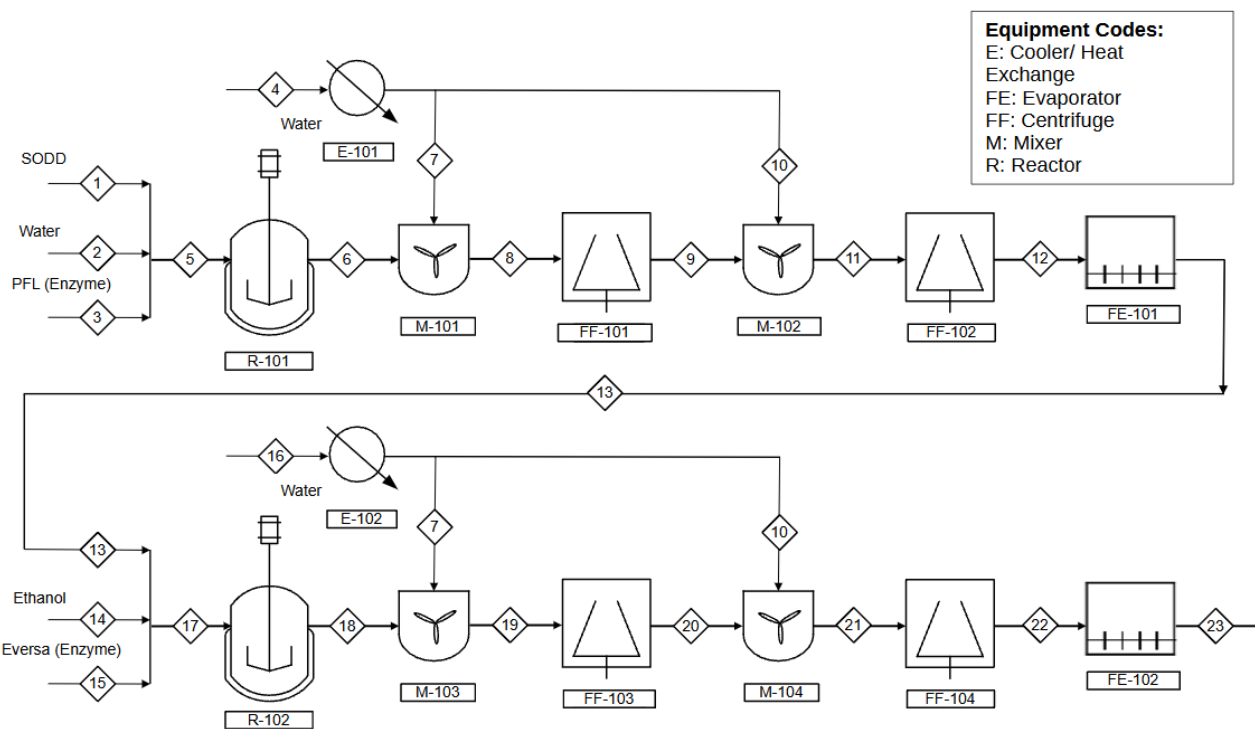 Equipment Codes:
E: Cooler/ Heat
Exchange
FE: Evaporator
FF: Centrifuge
M: Mixer
R: Reactor
4
Water
E-101
SODD
1
7
10
Water
2
5
6
8
9
11
12
PFL (Enzyme)
3
R-101
M-101
FF-101
M-102
FF-102
FE-101
13
16
Water
E-102
7
10
13
Ethanol
14
17
18
19
20
21
22
23
Eversa (Enzyme)
15
R-102
M-103
FF-103
M-104
FF-104
FE-102